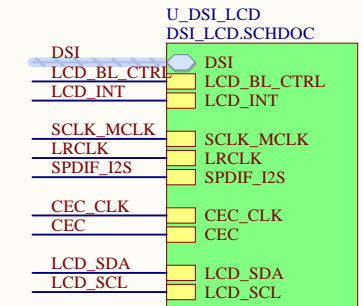 U_DSI_LCD
DSI_LCD.SCHDOC
DSI DSI
LCD_BL_CTRL LCD_BL_CTRL
LCD_INT LCD_INT
SCLK_MCLK SCLK_MCLK
LRCLK LRCLK
SPDIF_I2S SPDIF_I2S
CEC_CLK CEC_CLK
CEC CEC
LCD_SDA LCD_SDA
LCD_SCL LCD_SCL